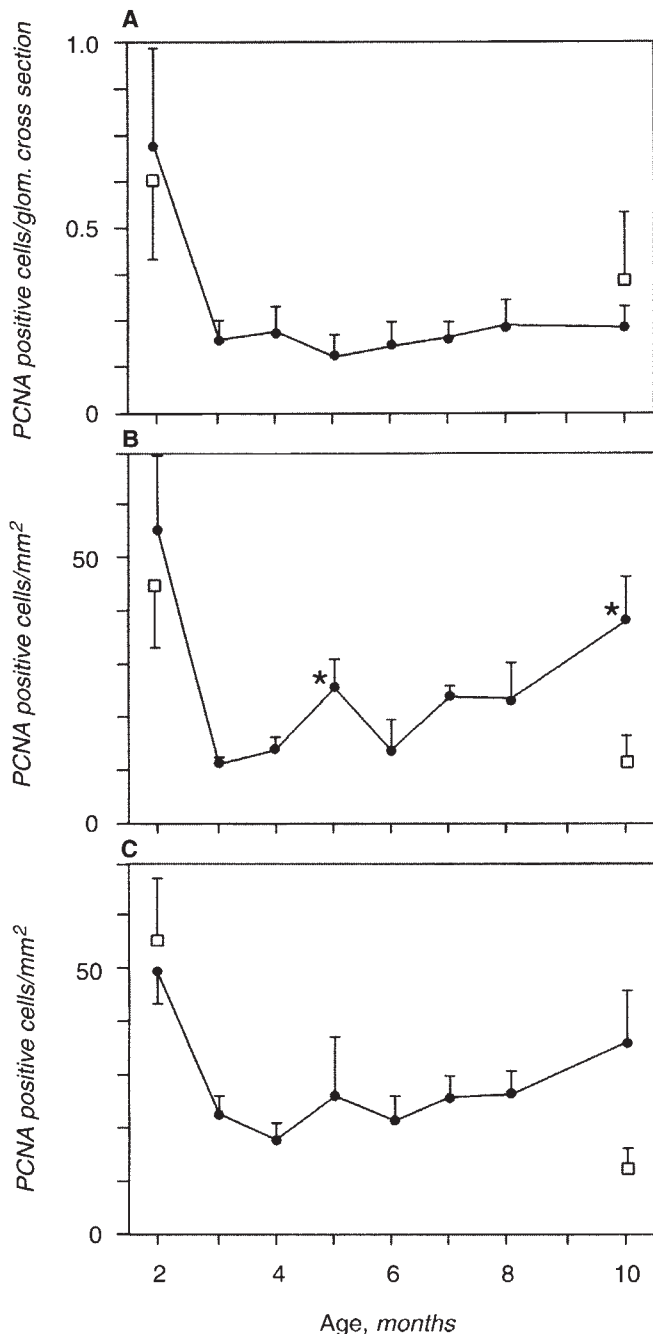 A
PCNA positive cells/glom. cross section
1.0
0.5
0
B
PCNA positive cells/mm²
50
*
*
0
C
PCNA positive cells/mm²
50
0
2 4 6 8 10
Age, months